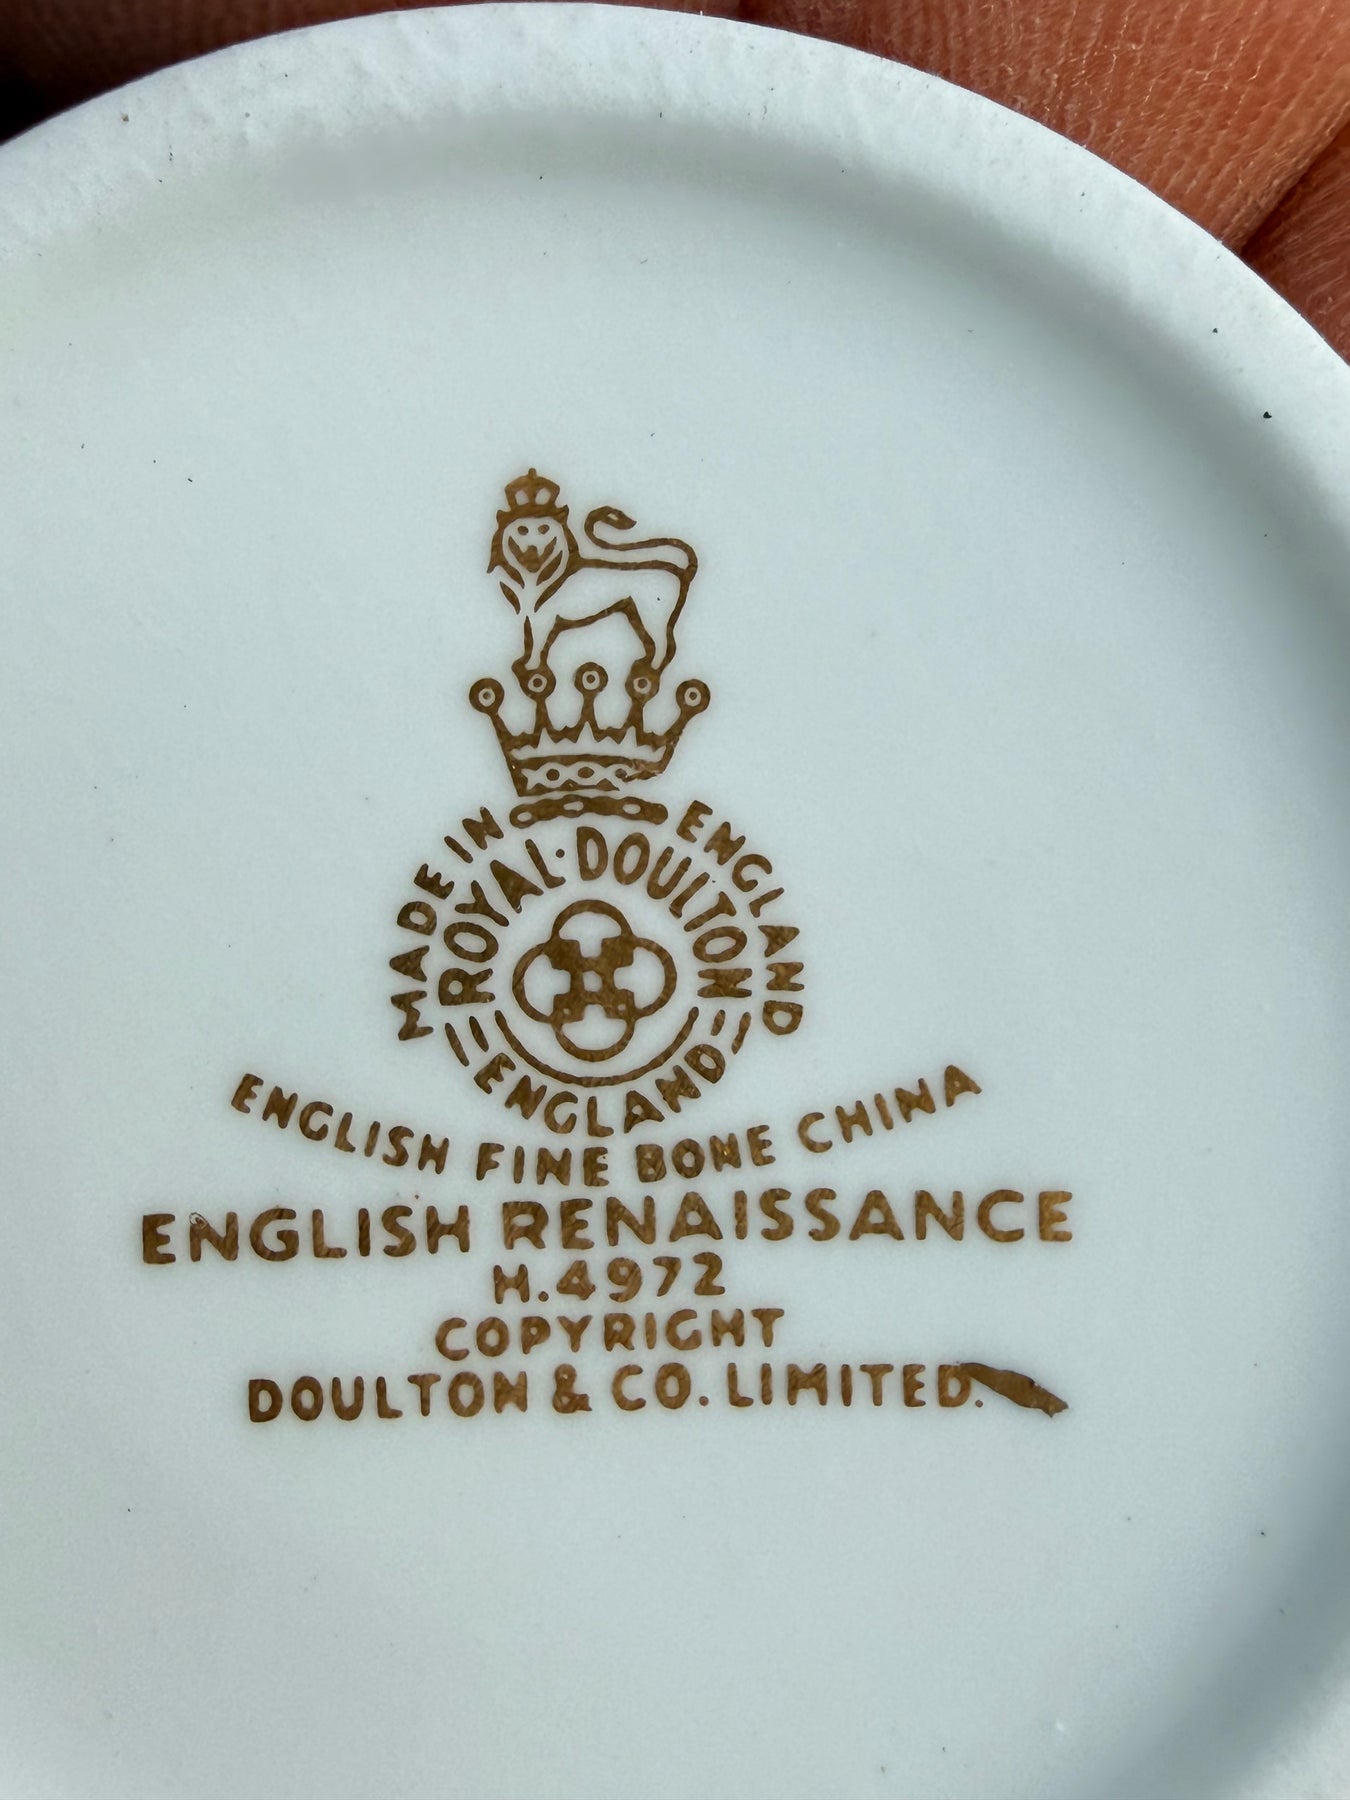 MADE IN ENGLAND
ROYAL·DOULTON
ENGLAND
ENGLISH FINE BONE CHINA
ENGLISH RENAISSANCE
H.4972
COPYRIGHT
DOULTON & CO. LIMITED.